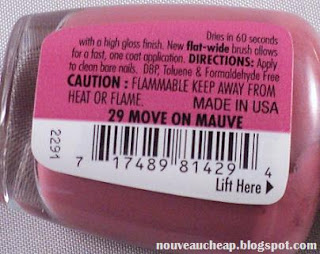 Dries in 60 seconds
with a high gloss finish. New flat-wide brush allows
for a fast, one coat application. DIRECTIONS: Apply
to clean bare nails. DBP, Toluene & Formaldehyde Free
CAUTION : FLAMMABLE KEEP AWAY FROM
HEAT OR FLAME. MADE IN USA
29 MOVE ON MAUVE
2291
7 17489 81429 4
Lift Here
nouveaucheap.blogspot.com